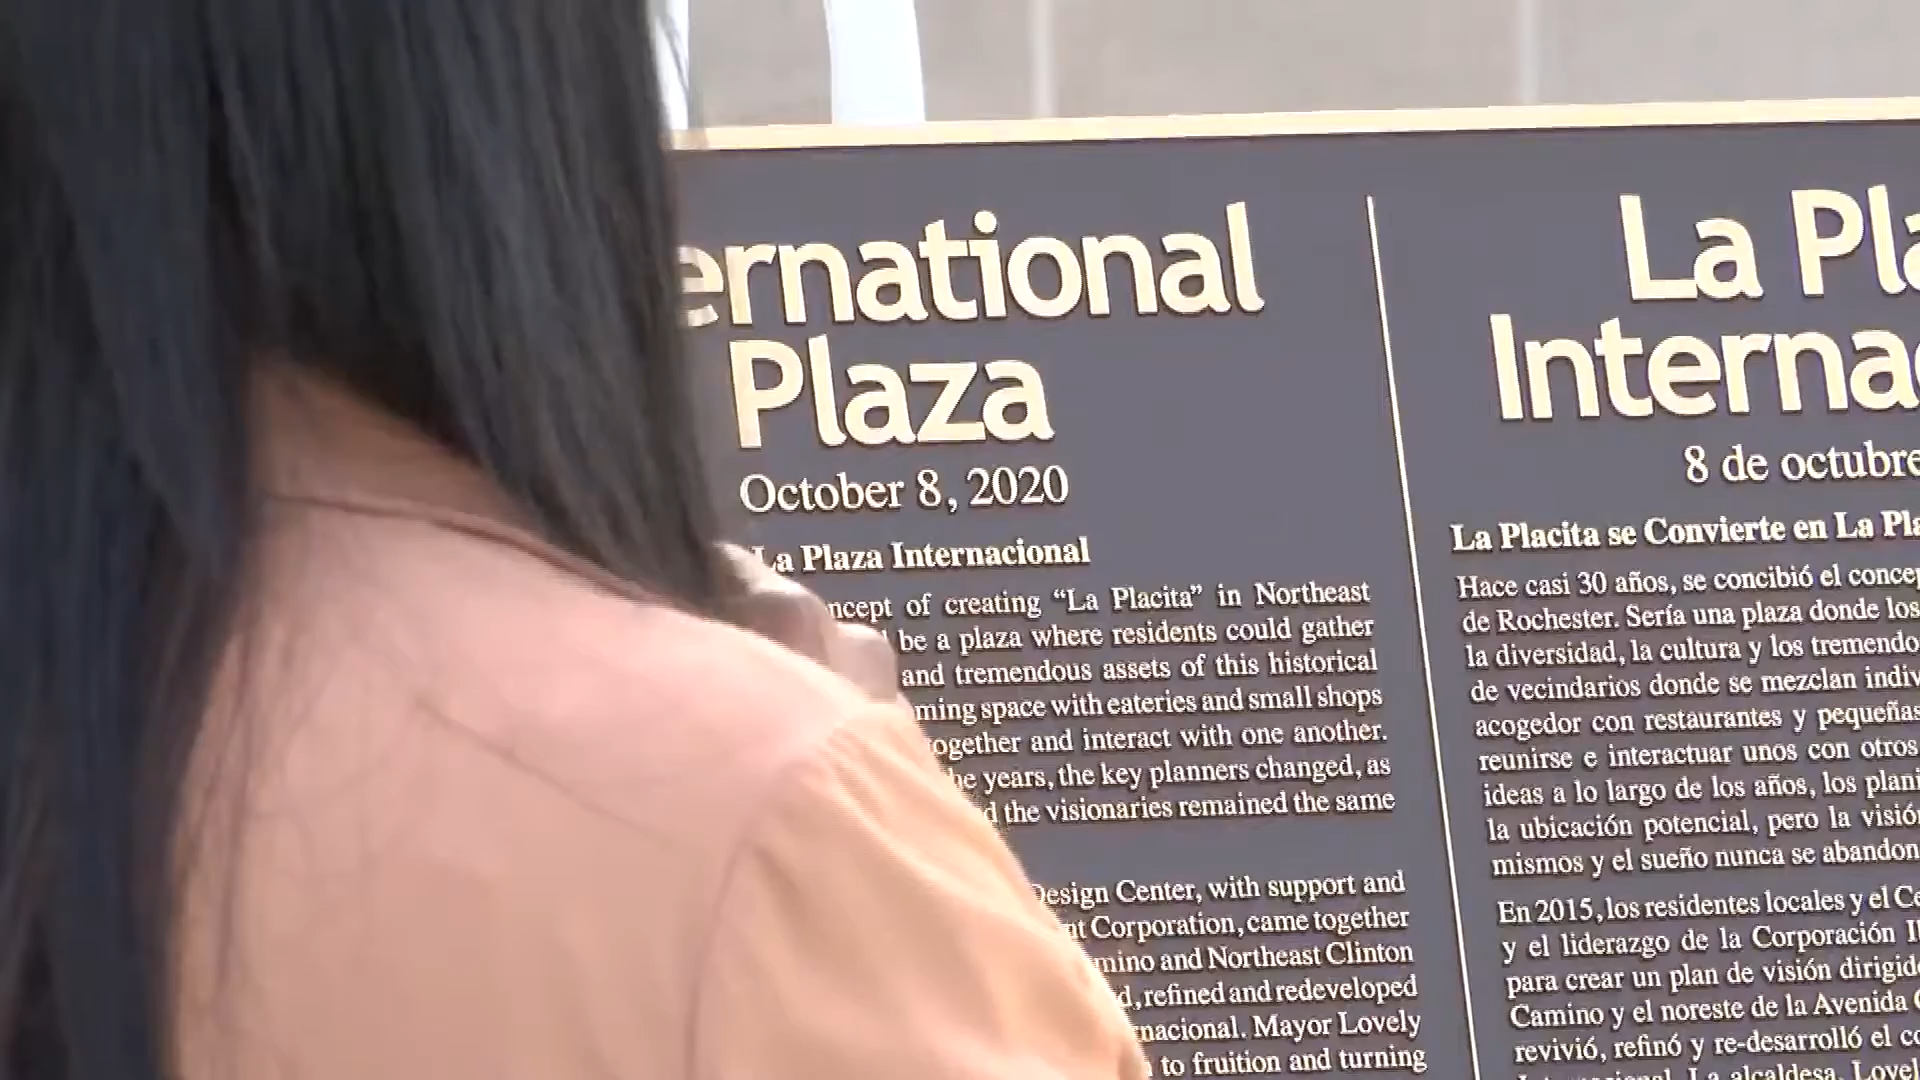 ernational
Plaza
October 8, 2020
La Plaza Internacional
ncept of creating “La Placita” in Northeast
be a plaza where residents could gather
and tremendous assets of this historical
ming space with eateries and small shops
ogether and interact with one another.
he years, the key planners changed, as
d the visionaries remained the same
Design Center, with support and
nt Corporation, came together
mino and Northeast Clinton
d, refined and redeveloped
nacional. Mayor Lovely
to fruition and turning
La Pla
Internac
8 de octubre
La Placita se Convierte en La Pla
Hace casi 30 años, se concibió el concep
de Rochester. Sería una plaza donde los
la diversidad, la cultura y los tremendo
de vecindarios donde se mezclan indiv
acogedor con restaurantes y pequeñas
reunirse e interactuar unos con otros
ideas a lo largo de los años, los plani
la ubicación potencial, pero la visió
mismos y el sueño nunca se abandon
En 2015, los residentes locales y el Ce
y el liderazgo de la Corporación I
para crear un plan de visión dirigid
Camino y el noreste de la Avenida C
revivió, refinó y re-desarrolló el c
La alcaldesa, Lovel